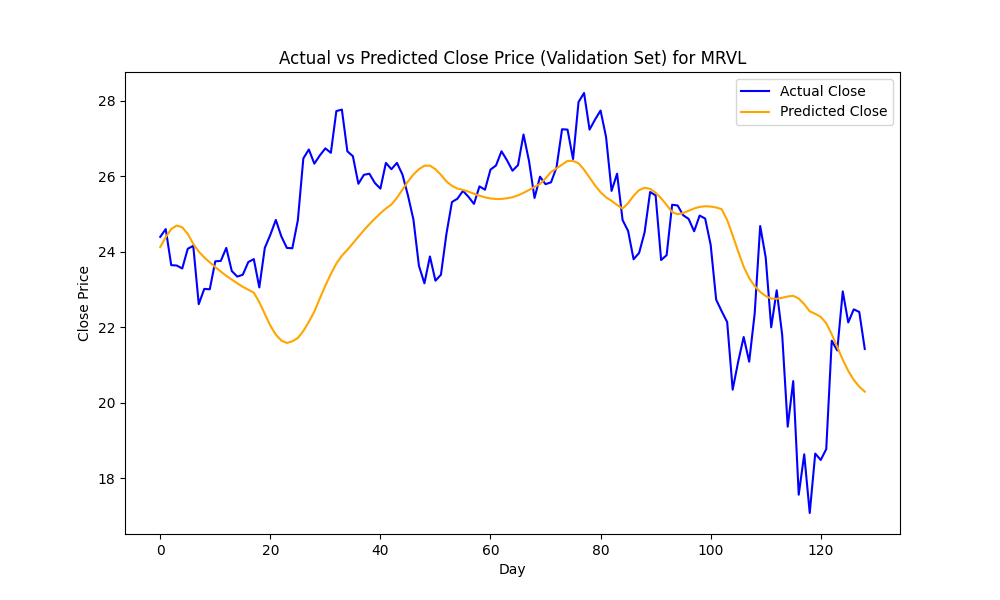 Actual vs Predicted Close Price (Validation Set) for MRVL
Actual Close
Predicted Close
Close Price
28
26
24
22
20
18
0 20 40 60 80 100 120
Day